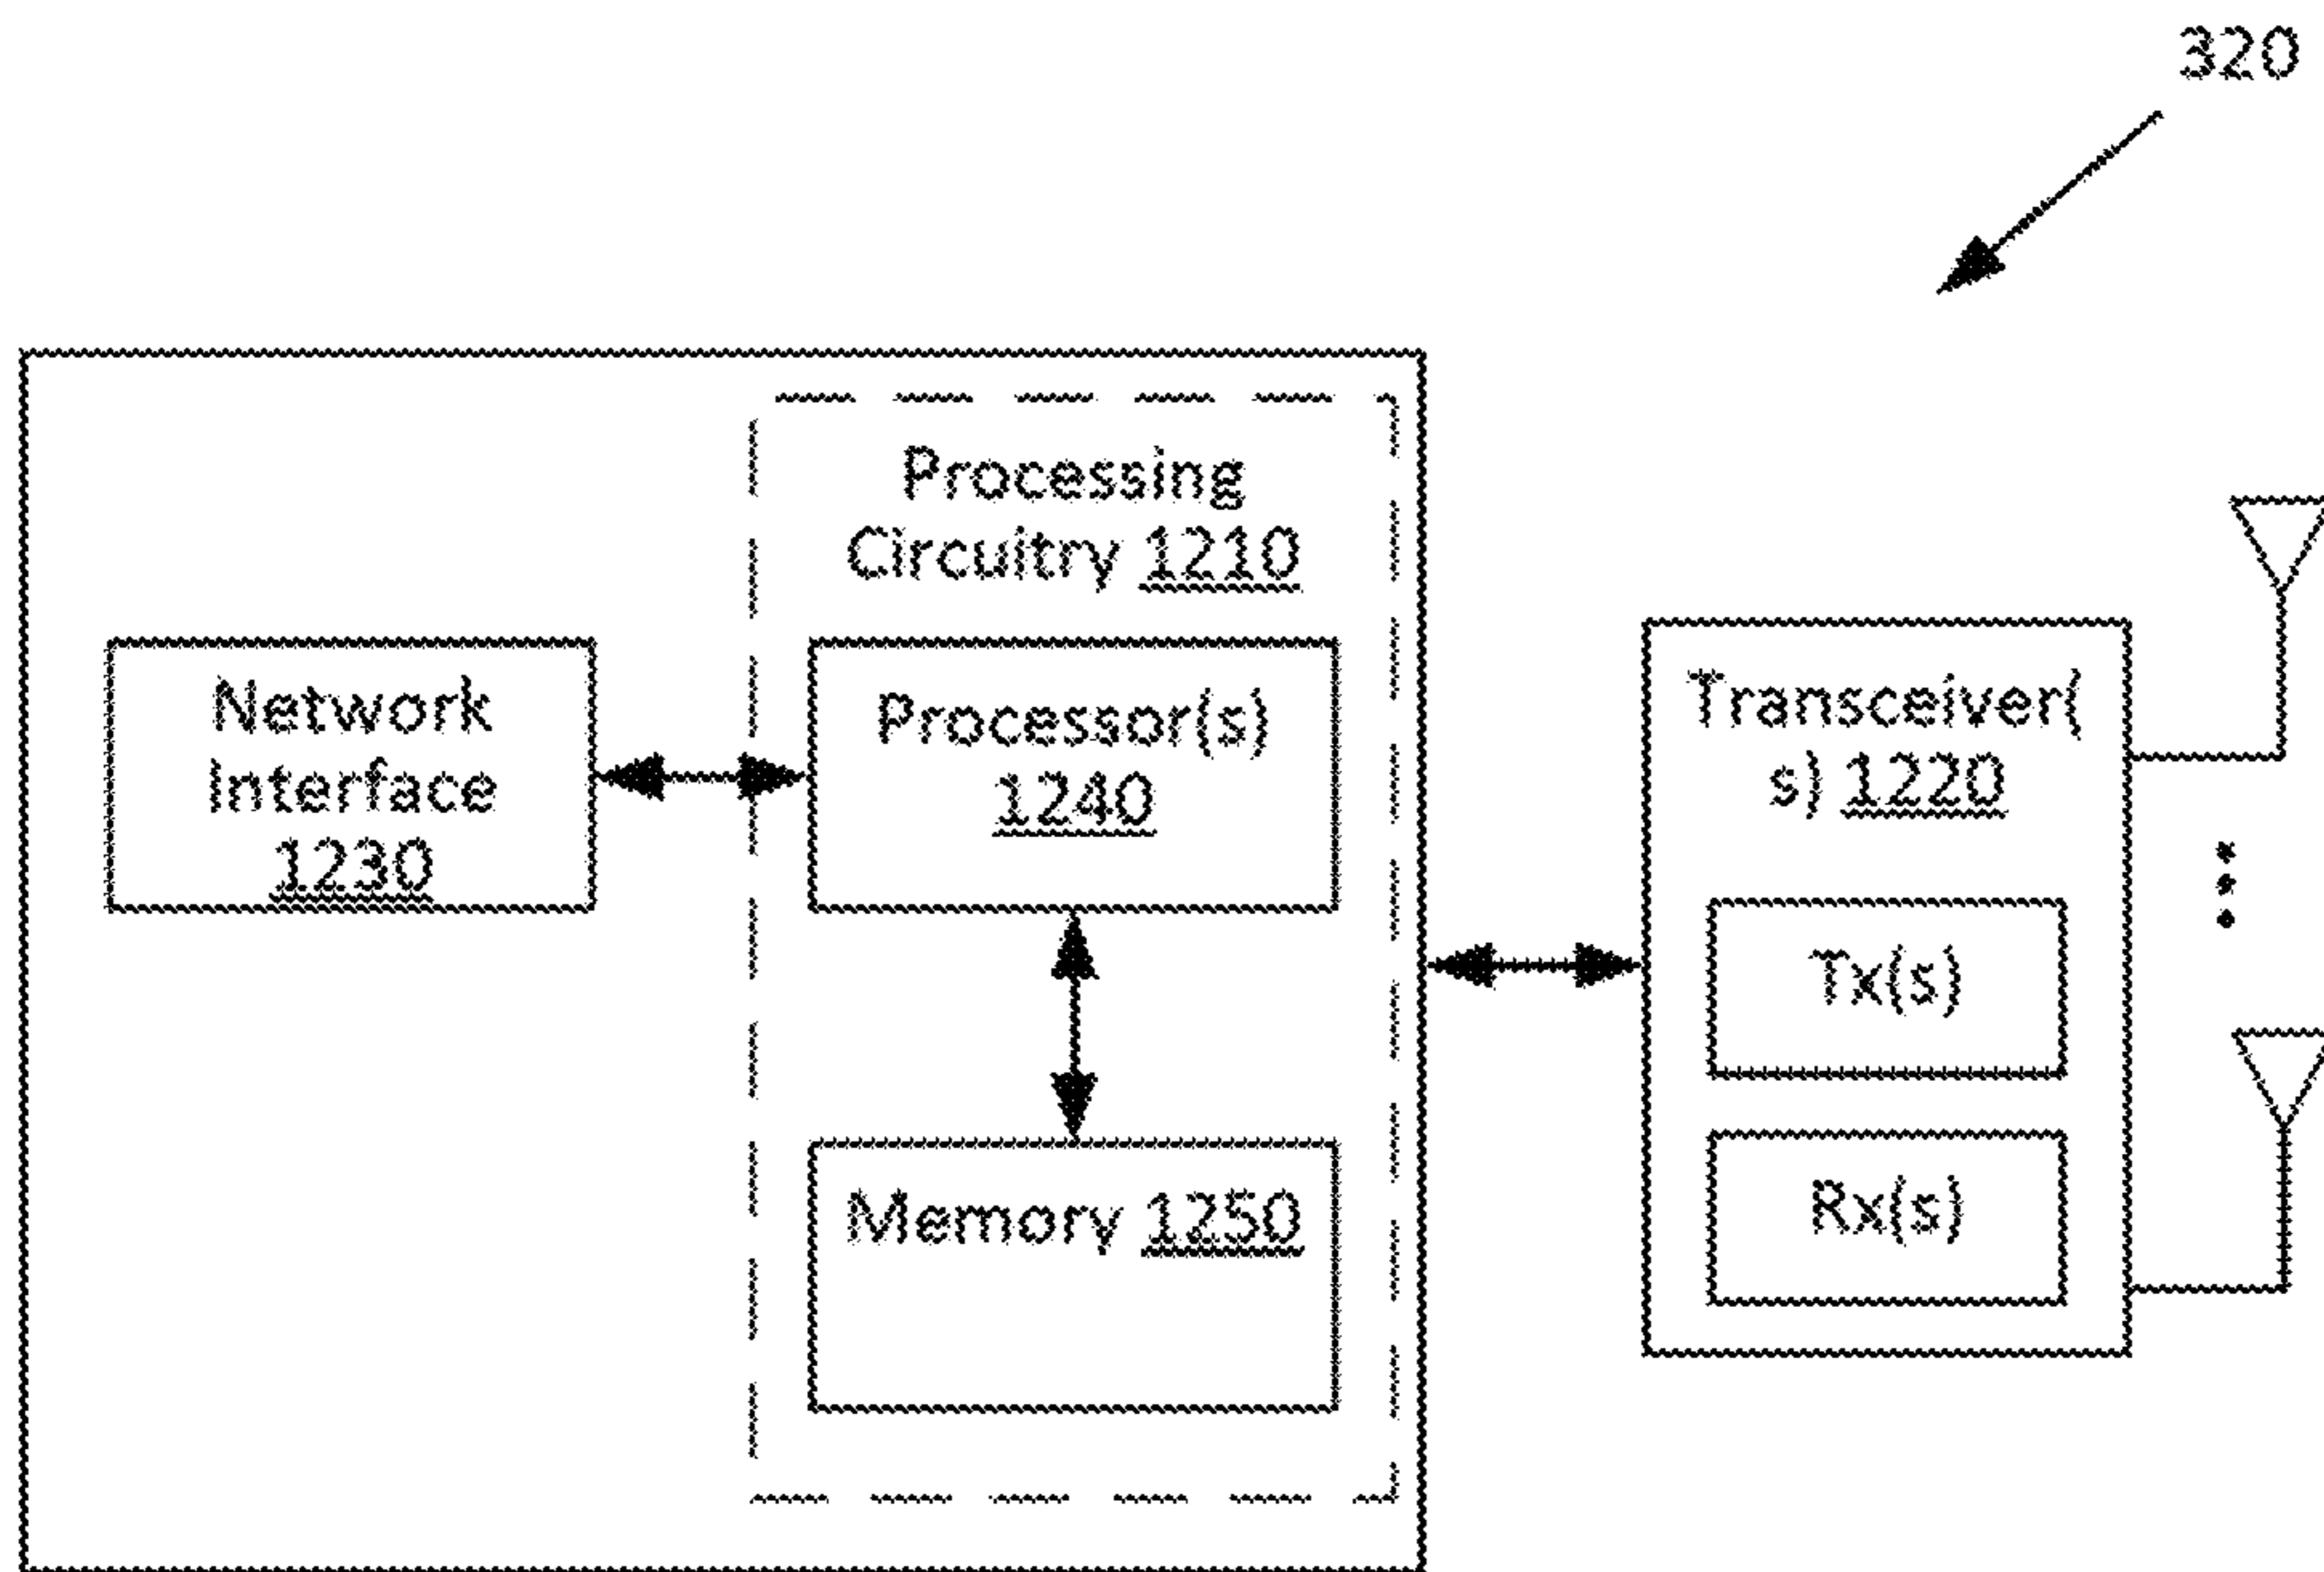 320
Processing
Circuitry 1210
Network
Interface
1230
Processor(s)
1240
Transceiver(
s) 1220
Tx(s)
Memory 1250
Rx(s)